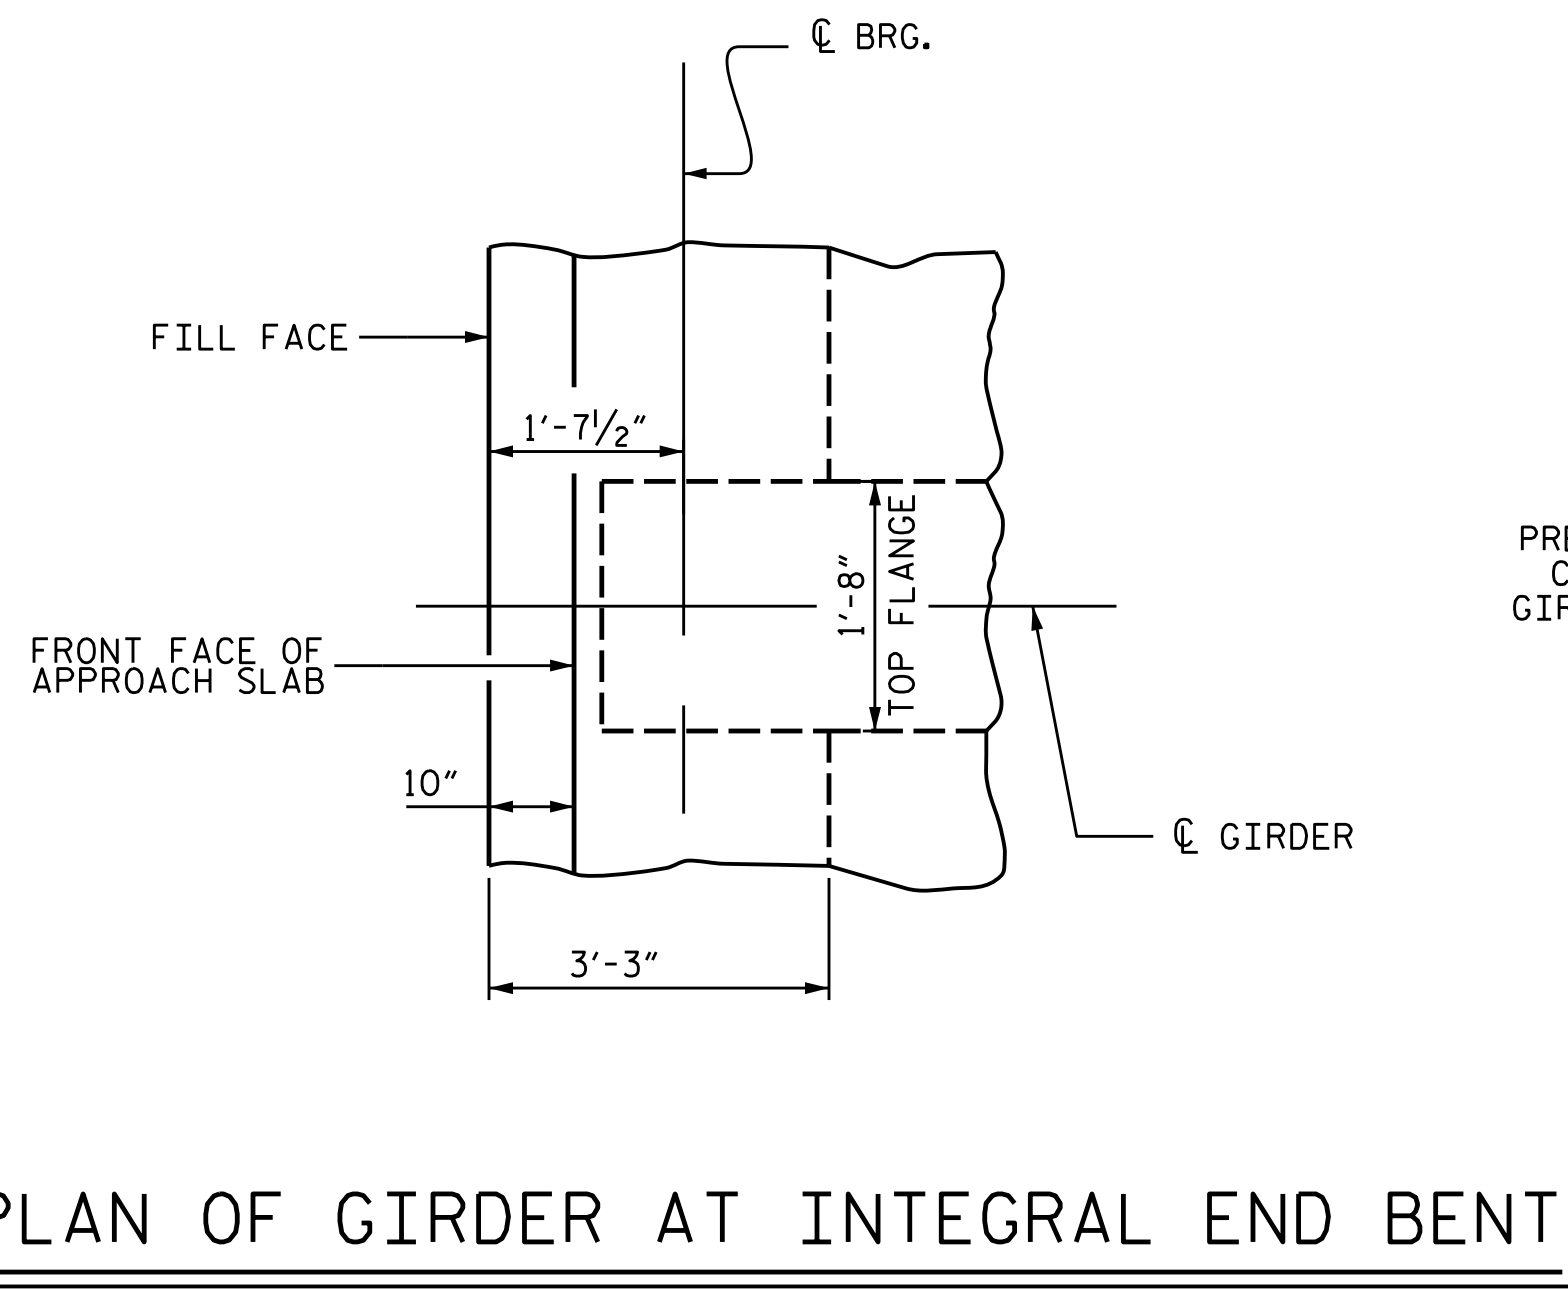 ℄ BRG.
FILL FACE
1'-7½"
1'-8"
TOP FLANGE
FRONT FACE OF
APPROACH SLAB
10"
℄ GIRDER
3'-3"
PLAN OF GIRDER AT INTEGRAL END BENT